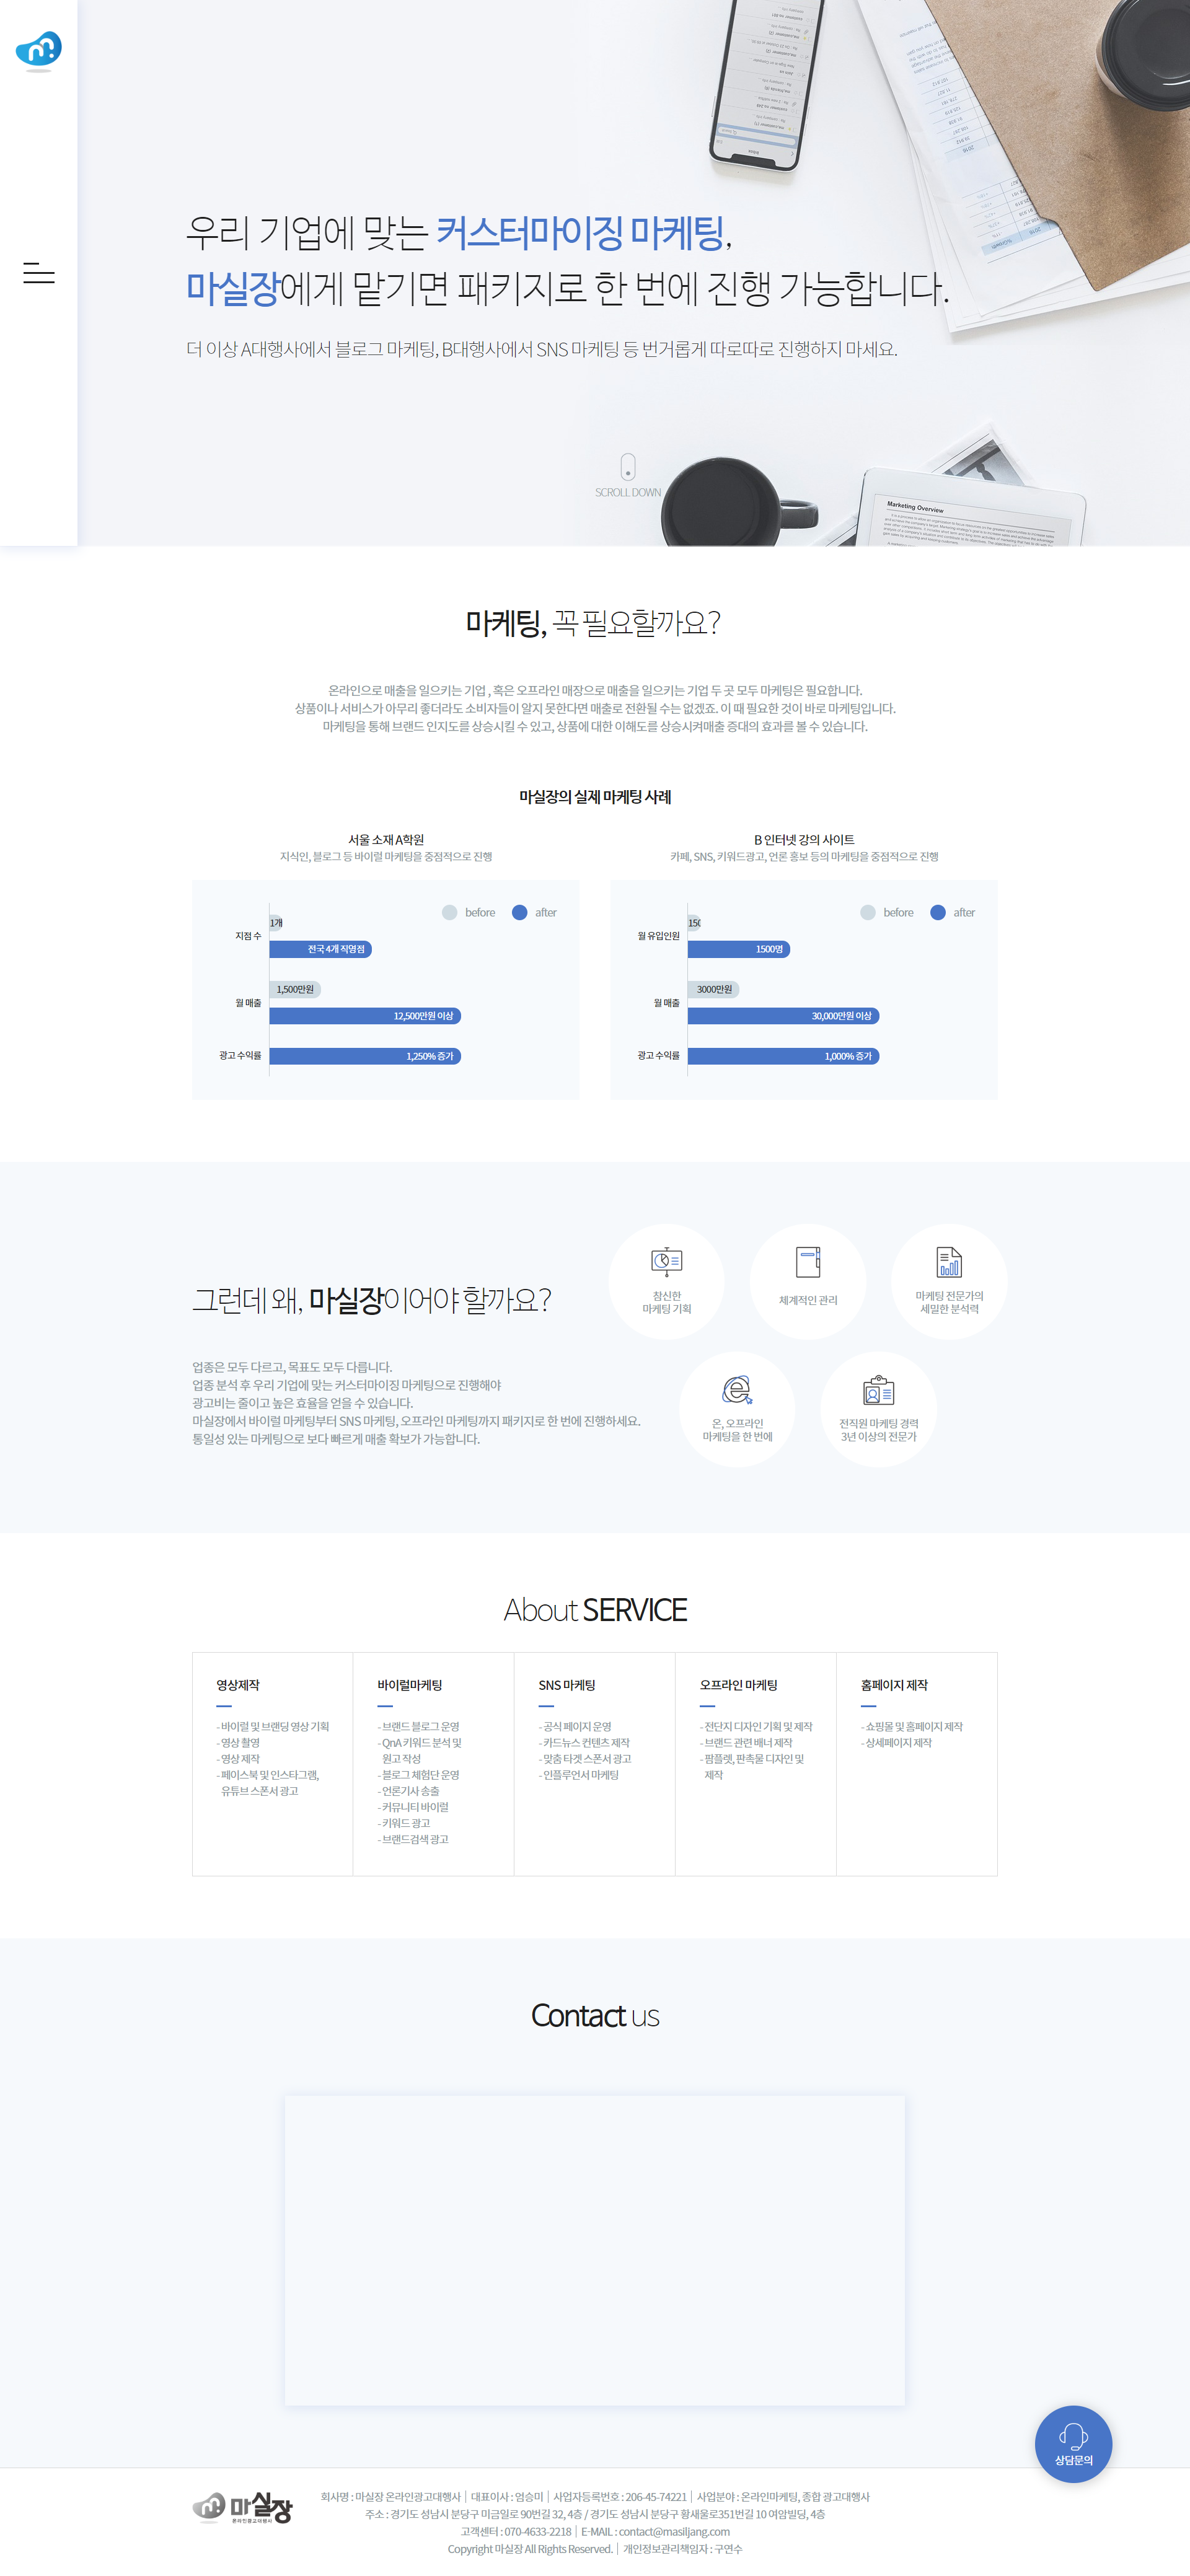 우리 기업에 맞는 커스터마이징 마케팅,
마실장에게 맡기면 패키지로 한 번에 진행 가능합니다.
더 이상 A대행사에서 블로그 마케팅, B대행사에서 SNS 마케팅 등 번거롭게 따로따로 진행하지 마세요.
SCROLL DOWN
Marketing Overview
마케팅, 꼭 필요할까요?
온라인으로 매출을 일으키는 기업 , 혹은 오프라인 매장으로 매출을 일으키는 기업 두 곳 모두 마케팅은 필요합니다.
상품이나 서비스가 아무리 좋더라도 소비자들이 알지 못한다면 매출로 전환될 수는 없겠죠. 이 때 필요한 것이 바로 마케팅입니다.
마케팅을 통해 브랜드 인지도를 상승시킬 수 있고, 상품에 대한 이해도를 상승시켜매출 증대의 효과를 볼 수 있습니다.
마실장의 실제 마케팅 사례
서울 소재 A학원
지식인, 블로그 등 바이럴 마케팅을 중점적으로 진행
before after
지점 수
1개
전국 4개 직영점
월 매출
1,500만원
12,500만원 이상
광고 수익률
1,250% 증가
B 인터넷 강의 사이트
카페, SNS, 키워드광고, 언론 홍보 등의 마케팅을 중점적으로 진행
before after
월 유입인원
150
1500명
월 매출
3000만원
30,000만원 이상
광고 수익률
1,000% 증가
그런데 왜, 마실장이어야 할까요?
업종은 모두 다르고, 목표도 모두 다릅니다.
업종 분석 후 우리 기업에 맞는 커스터마이징 마케팅으로 진행해야
광고비는 줄이고 높은 효율을 얻을 수 있습니다.
마실장에서 바이럴 마케팅부터 SNS 마케팅, 오프라인 마케팅까지 패키지로 한 번에 진행하세요.
통일성 있는 마케팅으로 보다 빠르게 매출 확보가 가능합니다.
참신한
마케팅 기획
체계적인 관리
마케팅 전문가의
세밀한 분석력
온, 오프라인
마케팅을 한 번에
전직원 마케팅 경력
3년 이상의 전문가
About SERVICE
영상제작
- 바이럴 및 브랜딩 영상 기획
- 영상 촬영
- 영상 제작
- 페이스북 및 인스타그램,
유튜브 스폰서 광고
바이럴마케팅
- 브랜드 블로그 운영
- QnA 키워드 분석 및
원고 작성
- 블로그 체험단 운영
- 언론기사 송출
- 커뮤니티 바이럴
- 키워드 광고
- 브랜드검색 광고
SNS 마케팅
- 공식 페이지 운영
- 카드뉴스 컨텐츠 제작
- 맞춤 타겟 스폰서 광고
- 인플루언서 마케팅
오프라인 마케팅
- 전단지 디자인 기획 및 제작
- 브랜드 관련 배너 제작
- 팜플렛, 판촉물 디자인 및
제작
홈페이지 제작
- 쇼핑몰 및 홈페이지 제작
- 상세페이지 제작
Contact us
상담문의
마실장
온라인광고대행사
회사명 : 마실장 온라인광고대행사 | 대표이사 : 엄승미 | 사업자등록번호 : 206-45-74221 | 사업분야 : 온라인마케팅, 종합 광고대행사
주소 : 경기도 성남시 분당구 미금일로 90번길 32, 4층 / 경기도 성남시 분당구 황새울로351번길 10 여암빌딩, 4층
고객센터 : 070-4633-2218 | E-MAIL : contact@masiljang.com
Copyright 마실장 All Rights Reserved. | 개인정보관리책임자 : 구연수